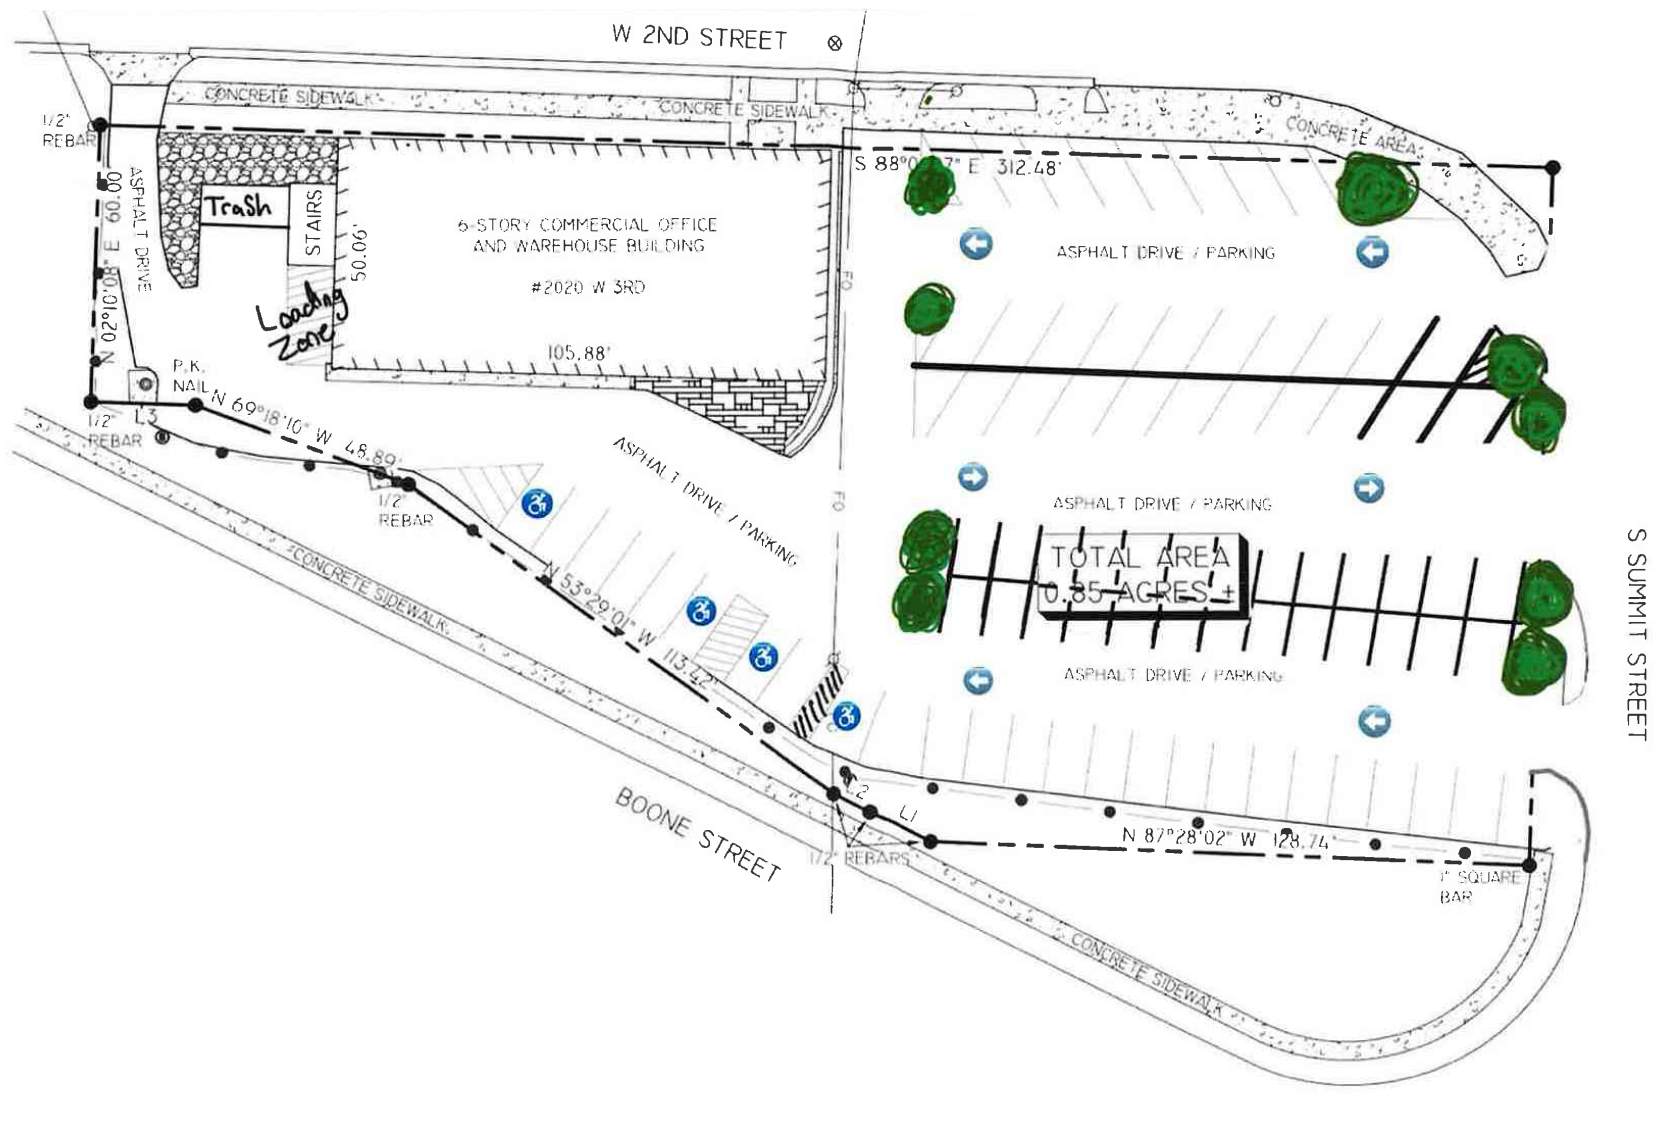 W 2ND STREET
CONCRETE SIDEWALK
CONCRETE SIDEWALK
CONCRETE AREA
1/2"
REBAR
S 88°0 7" E 312.48'
ASPHALT DRIVE
N 02°10'08" E 60.00
Trash
STAIRS
50.06'
6-STORY COMMERCIAL OFFICE
AND WAREHOUSE BUILDING
#2020 W 3RD
105.88'
Loading
Zone
FO
ASPHALT DRIVE / PARKING
P.K.
NAIL
N 69°18'10" W 48.89'
L3
1/2"
REBAR
1/2"
REBAR
ASPHALT DRIVE / PARKING
FO
ASPHALT DRIVE / PARKING
TOTAL AREA
0.85 ACRES ±
S SUMMIT STREET
CONCRETE SIDEWALK
N 53°29'01" W 113.42'
ASPHALT DRIVE / PARKING
BOONE STREET
L2
L1
1/2" REBARS
N 87°28'02" W 128.74'
1" SQUARE
BAR
CONCRETE SIDEWALK